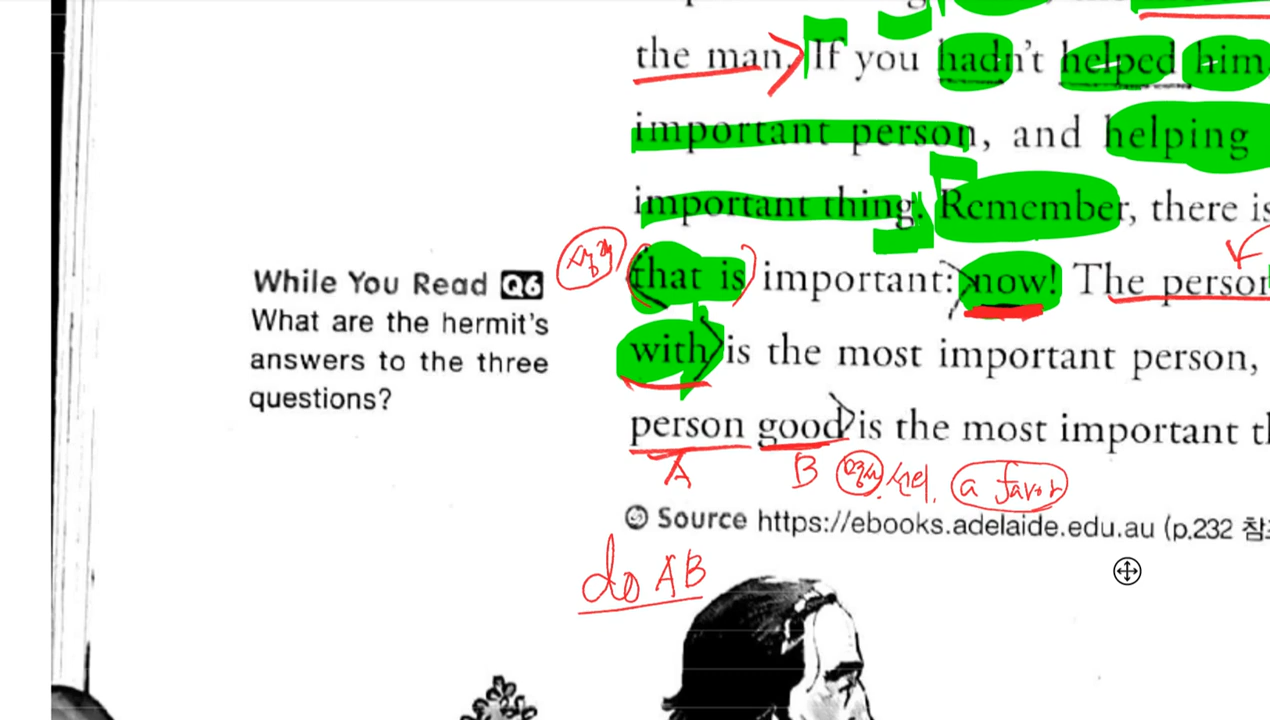 the man. If you hadn't helped him
important person, and helping
important thing. Remember, there is
생략 that is important: now! The person
with is the most important person,
person good is the most important t
A B 명사 선의. a favor
Source https://ebooks.adelaide.edu.au (p.232 참
do AB
While You Read Q6
What are the hermit's
answers to the three
questions?